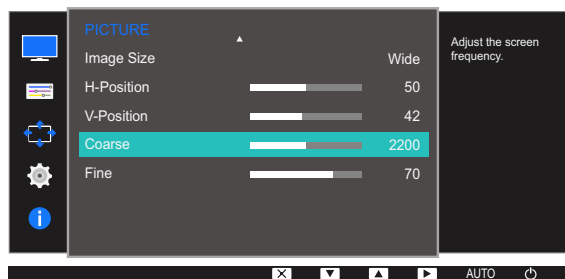 PICTURE
Image Size Wide
H-Position 50
V-Position 42
Coarse 2200
Fine 70
Adjust the screen
frequency.
AUTO